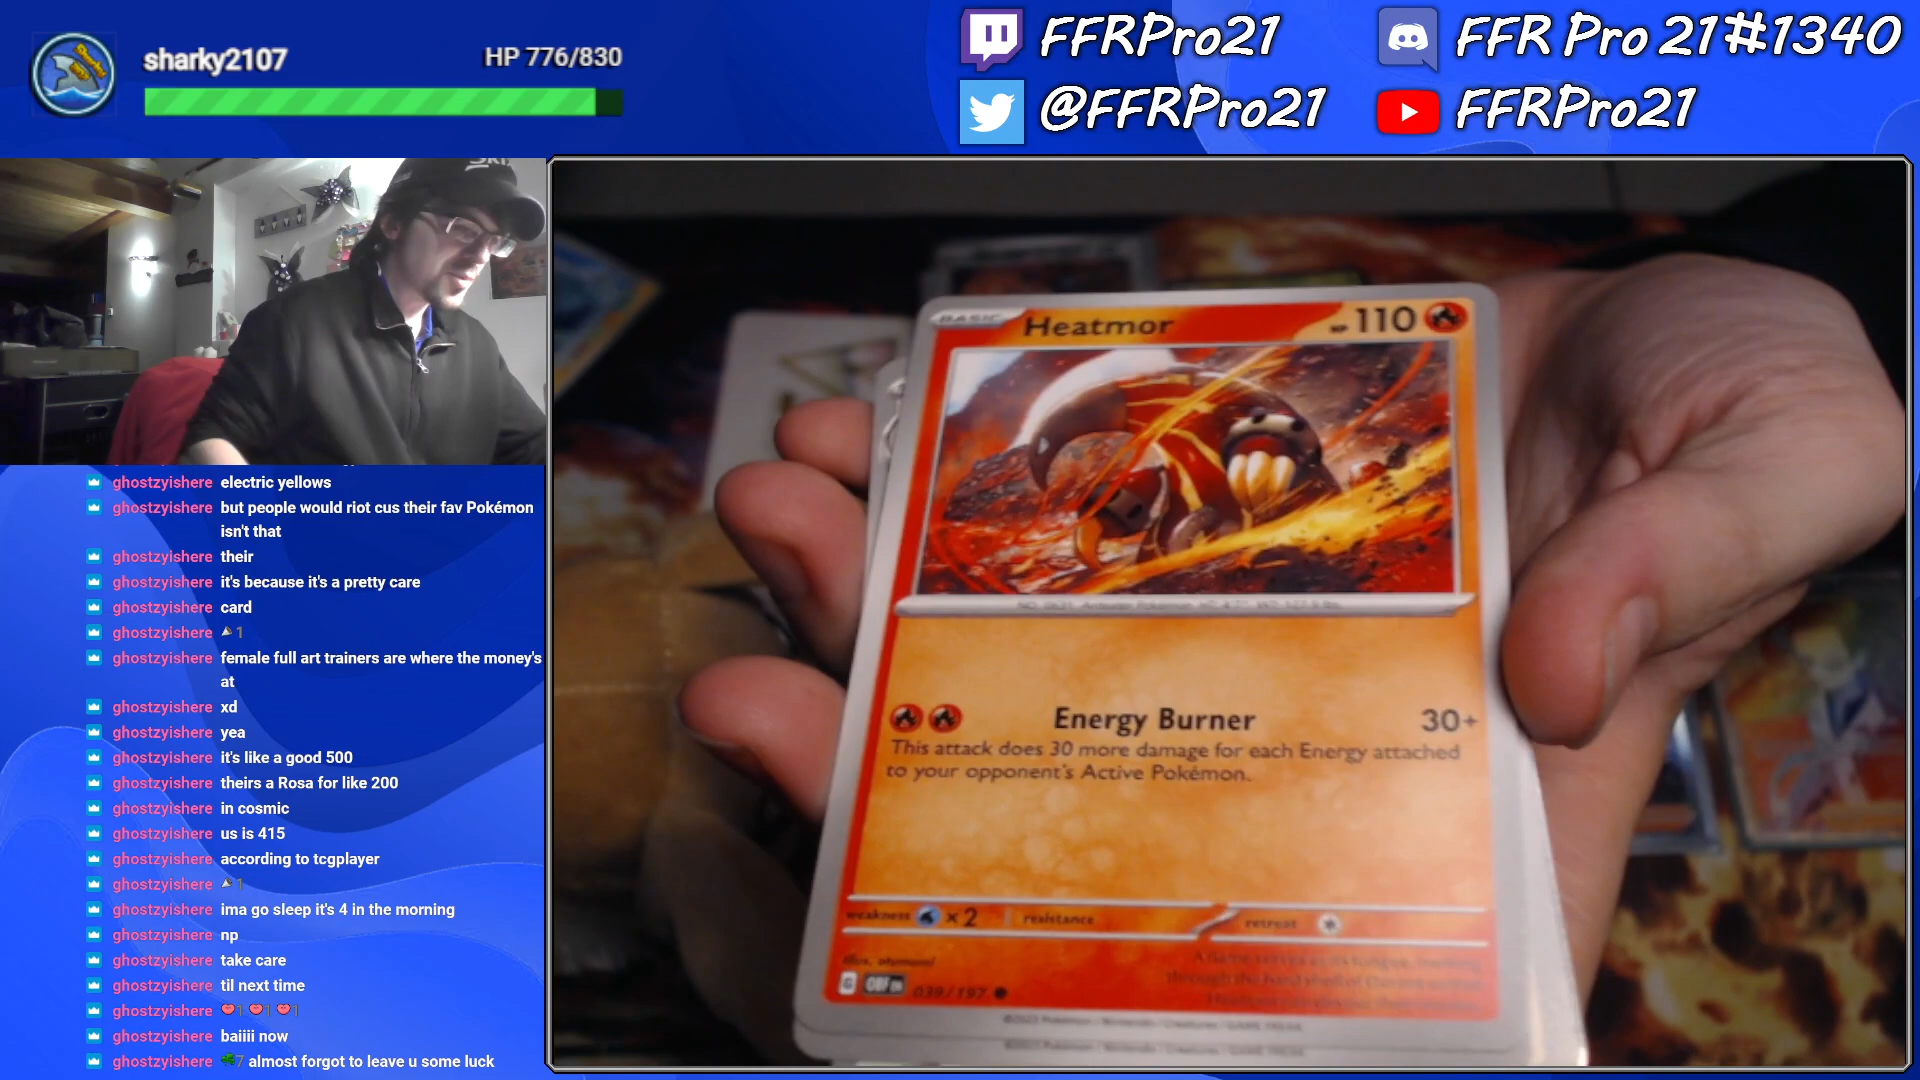 sharky2107
HP 776/830
FFRPro21
FFR Pro 21#1340
@FFRPro21
FFRPro21
ghostzyishere electric yellows
ghostzyishere but people would riot cus their fav Pokémon
isn't that
ghostzyishere their
ghostzyishere it's because it's a pretty care
ghostzyishere card
ghostzyishere 1
ghostzyishere female full art trainers are where the money's
at
ghostzyishere xd
ghostzyishere yea
ghostzyishere it's like a good 500
ghostzyishere theirs a Rosa for like 200
ghostzyishere in cosmic
ghostzyishere us is 415
ghostzyishere according to tcgplayer
ghostzyishere 1
ghostzyishere ima go sleep it's 4 in the morning
ghostzyishere np
ghostzyishere take care
ghostzyishere til next time
ghostzyishere 1 1 1
ghostzyishere baiiii now
ghostzyishere 7 almost forgot to leave u some luck
BASIC Heatmor HP 110
Energy Burner 30+
This attack does 30 more damage for each Energy attached
to your opponent's Active Pokémon.
weakness ×2 resistance retreat
G OBF EN 039/197